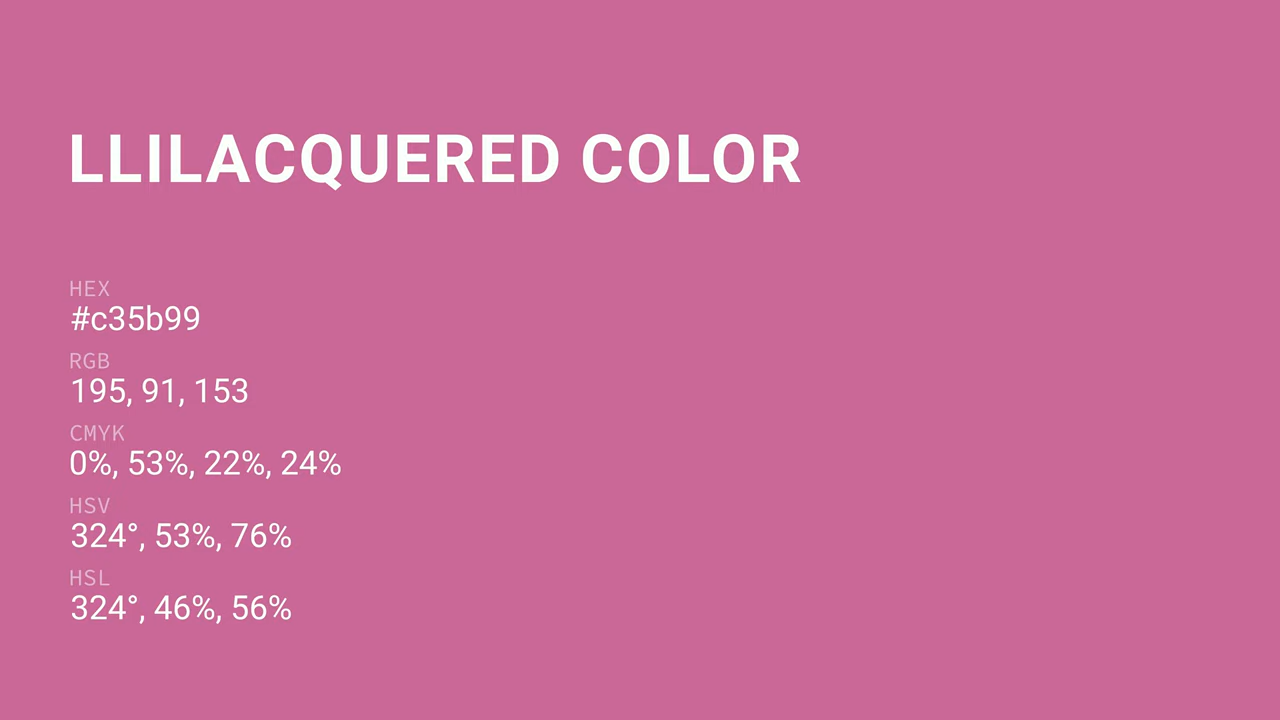 LLILACQUERED COLOR
HEX
#c35b99
RGB
195, 91, 153
CMYK
0%, 53%, 22%, 24%
HSV
324°, 53%, 76%
HSL
324°, 46%, 56%